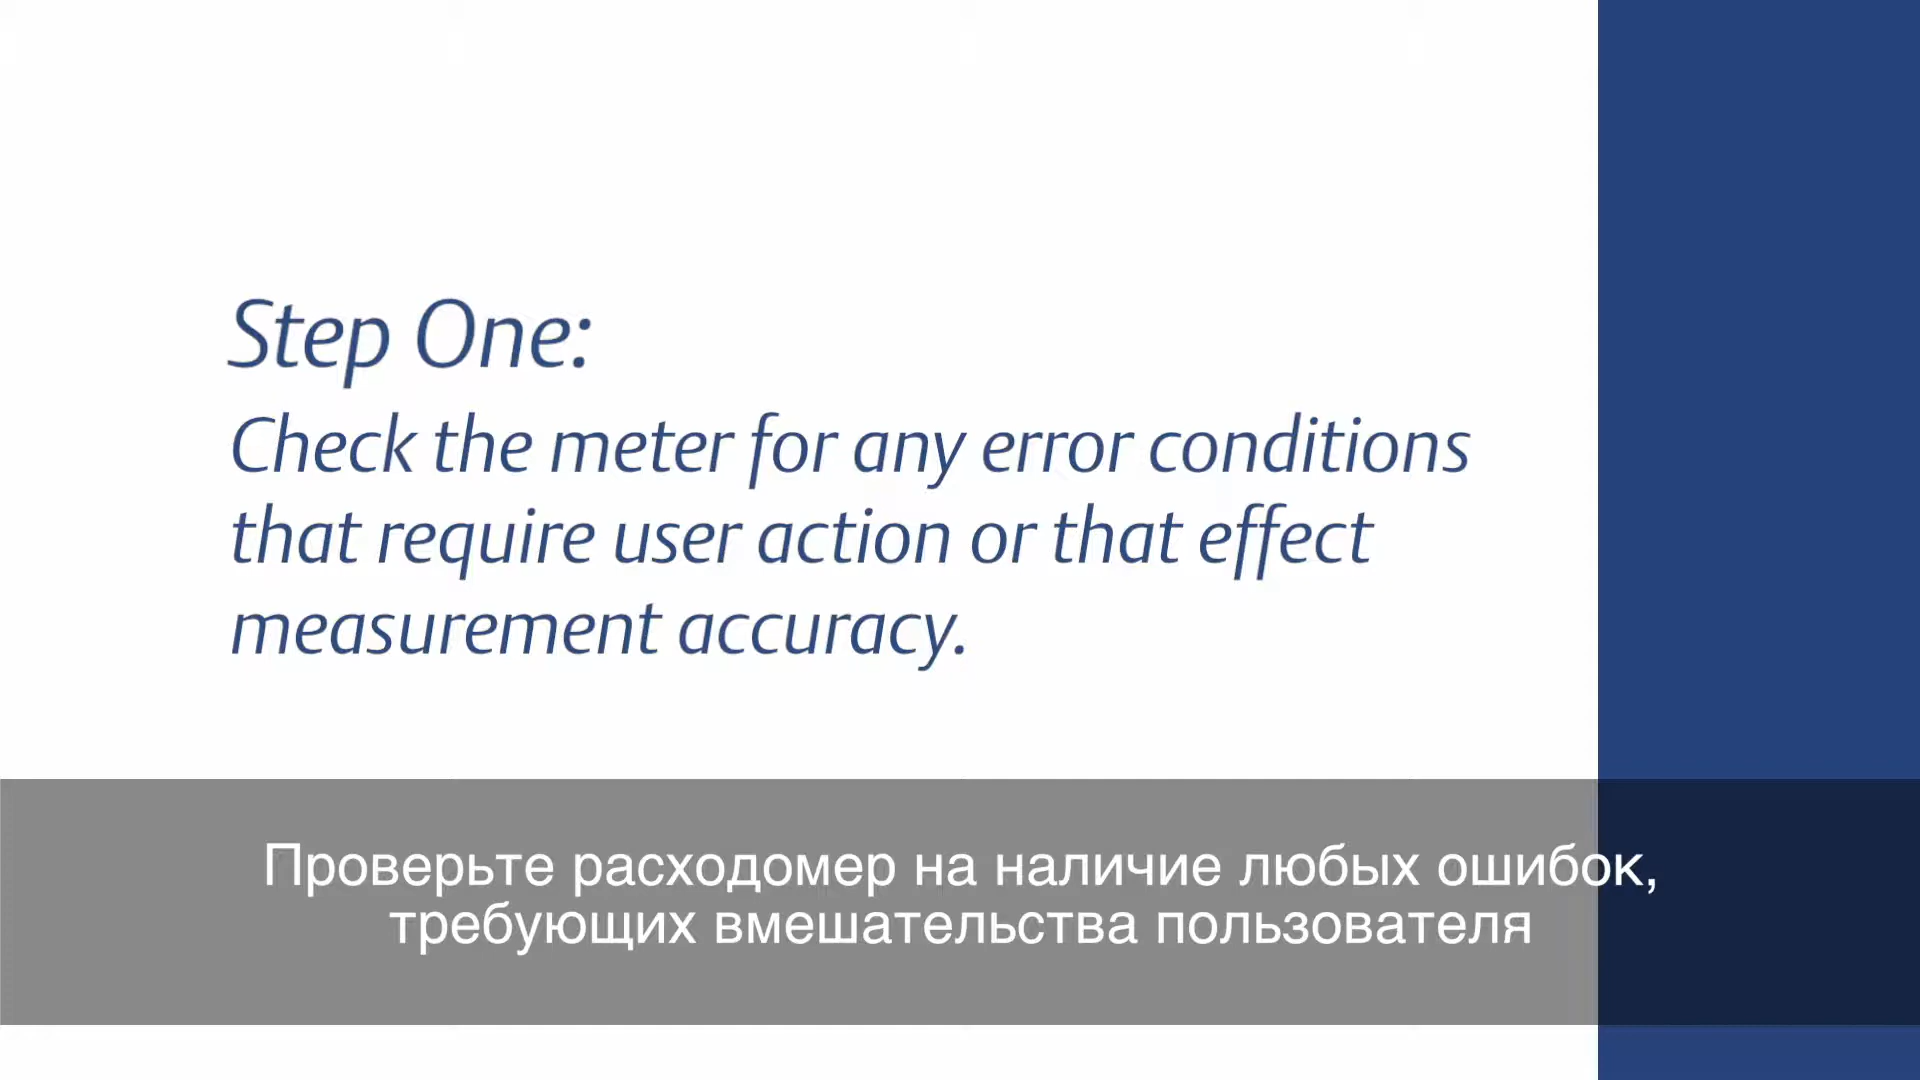 Step One:
Check the meter for any error conditions
that require user action or that effect
measurement accuracy.
Проверьте расходомер на наличие любых ошибок,
требующих вмешательства пользователя